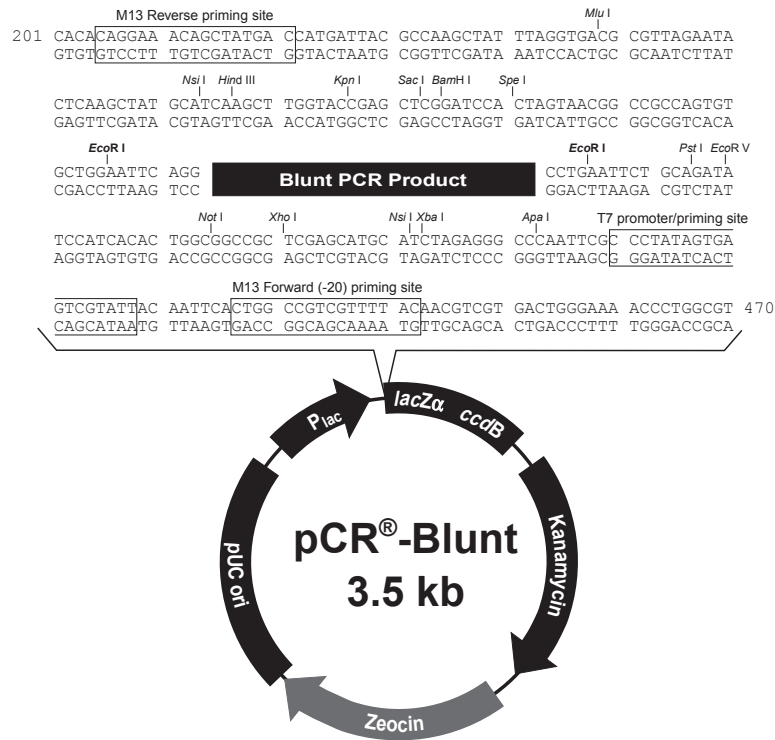 M13 Reverse priming site
Mlu I
201 CACACAGGAA ACAGCTATGA CCATGATTAC GCCAAGCTAT TTAGGTGACG CGTTAGAATA
GTGTGTCCTT TGTCGATACT GGTACTAATG CGGTTCGATA AATCCACTGC GCAATCTTAT
Nsi I Hind III Kpn I Sac I BamH I Spe I
CTCAAGCTAT GCATCAAGCT TGGTACCGAG CTCGGATCCA CTAGTAACGG CCGCCAGTGT
GAGTTCGATA CGTAGTTCGA ACCATGGCTC GAGCCTAGGT GATCATTGCC GGCGGTCACA
EcoR I EcoR I Pst I EcoR V
GCTGGAATTC AGG Blunt PCR Product CCTGAATTCT GCAGATA
CGACCTTAAG TCC GGACTTAAGA CGTCTAT
Not I Xho I Nsi I Xba I Apa I T7 promoter/priming site
TCCATCACAC TGGCGGCCGC TCGAGCATGC ATCTAGAGGG CCCAATTCGC CCTATAGTGA
AGGTAGTGTG ACCGCCGGCG AGCTCGTACG TAGATCTCCC GGGTTAAGCG GGATATCACT
M13 Forward (-20) priming site
GTCGTATTAC AATTCACTGG CCGTCGTTTT ACAACGTCGT GACTGGGAAA ACCCTGGCGT 470
CAGCATAATG TTAAGTGACC GGCAGCAAAA TGTTGCAGCA CTGACCCTTT TGGGACCGCA
Plac
lacZα ccdB
Kanamycin
pUC ori
pCR®-Blunt
3.5 kb
Zeocin